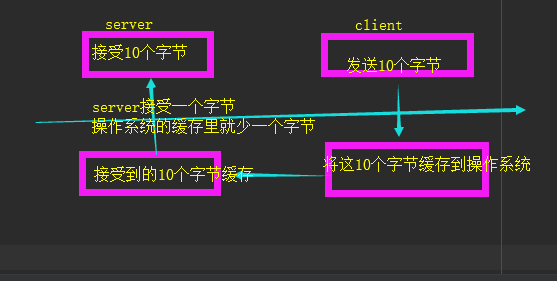 server
client
接受10个字节
发送10个字节
server接受一个字节
操作系统的缓存里就少一个字节
接受到的10个字节缓存
将这10个字节缓存到操作系统